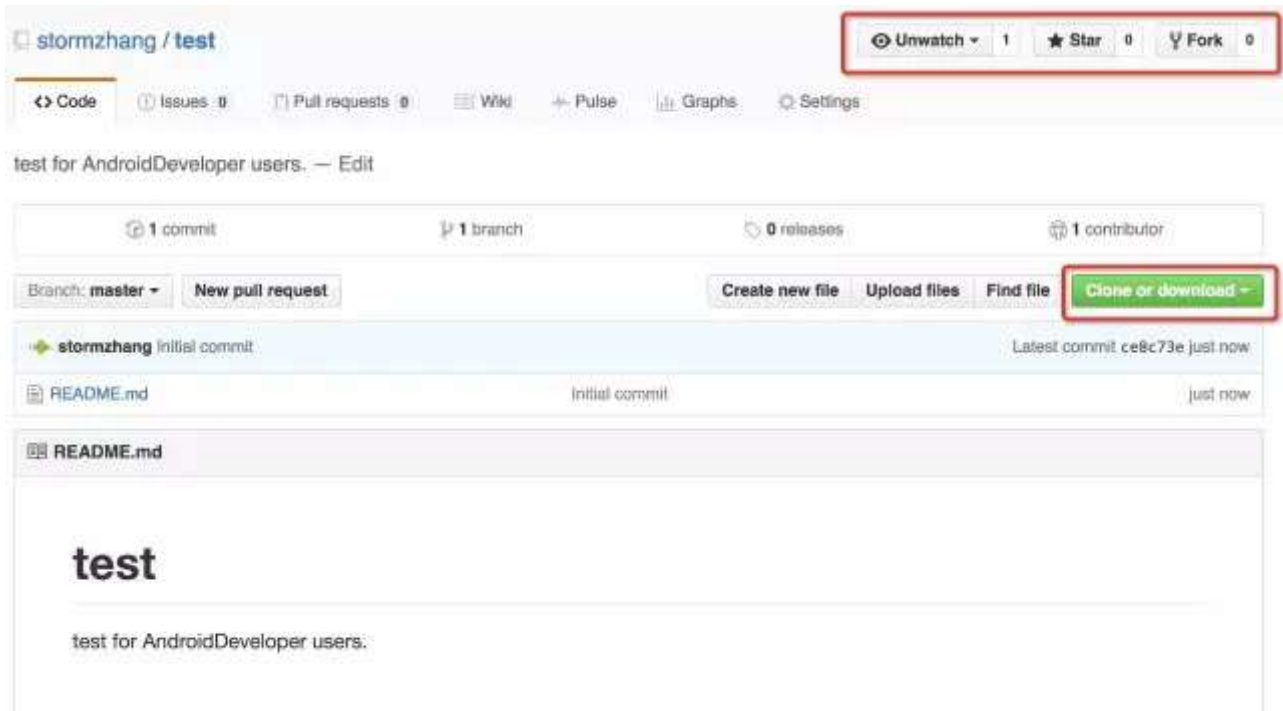 stormzhang / test
Unwatch 1 Star 0 Fork 0
Code Issues 0 Pull requests 0 Wiki Pulse Graphs Settings
test for AndroidDeveloper users. — Edit
1 commit 1 branch 0 releases 1 contributor
Branch: master New pull request Create new file Upload files Find file Clone or download
stormzhang Initial commit Latest commit ce8c73e just now
README.md Initial commit just now
README.md
test
test for AndroidDeveloper users.